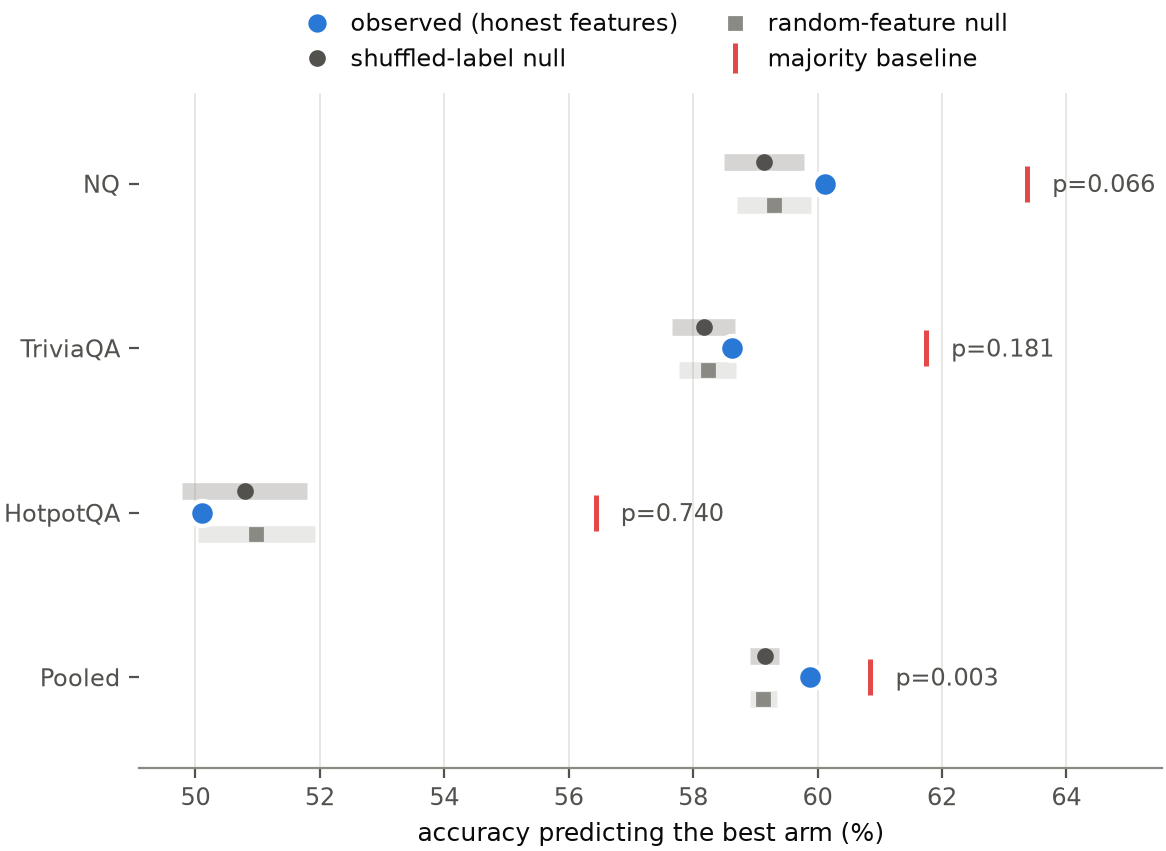 observed (honest features)
shuffled-label null
random-feature null
majority baseline
NQ
p=0.066
TriviaQA
p=0.181
HotpotQA
p=0.740
Pooled
p=0.003
50 52 54 56 58 60 62 64
accuracy predicting the best arm (%)